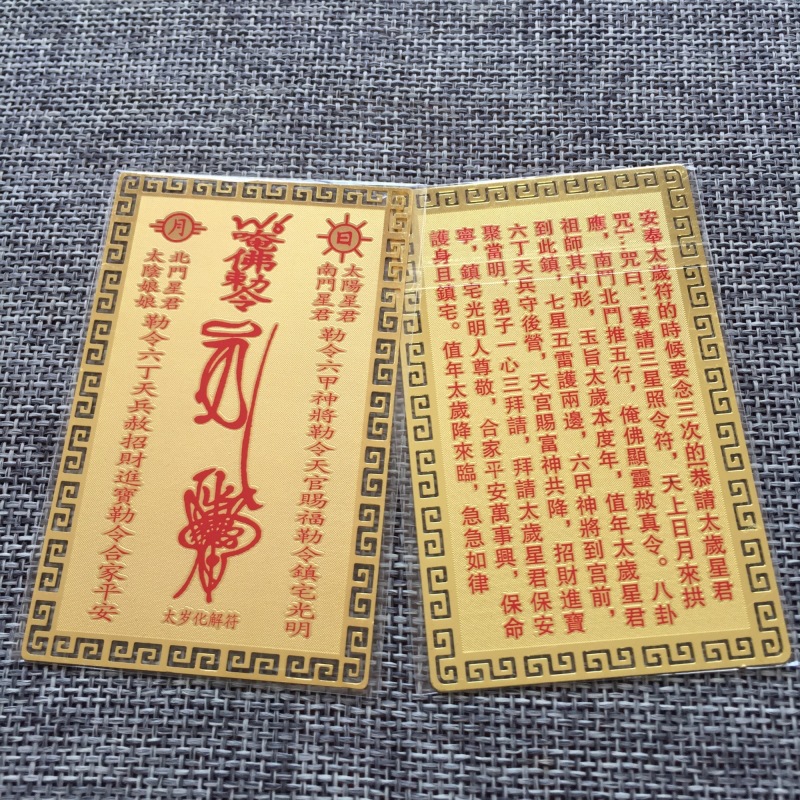 日
太陽星君
南鬥星君
勒令六甲神將勒令天官賜福勒令鎮宅光明
佛勅令
月
北鬥星君
太陰娘娘
勒令六丁天兵赦招財進寶勒令合家平安
太岁化解符
安奉太歲符的時候要念三次的[恭請太歲星君
咒]：咒曰：[奉請三星照令符，天上日月來拱
應，南鬥北鬥推五行，俺佛顯靈赦真令。八卦
祖師其中形，玉旨太歲本度年，值年太歲星君
到此鎮，七星五雷護兩邊，六甲神將到宫前，
六丁天兵守後營，天宫賜富神共降，招財進寶
聚當明，弟子一心三拜請，拜請太歲星君保安
寧，鎮宅光明人尊敬，合家平安萬事興，保命
護身且鎮宅。值年太歲降來臨，急急如律